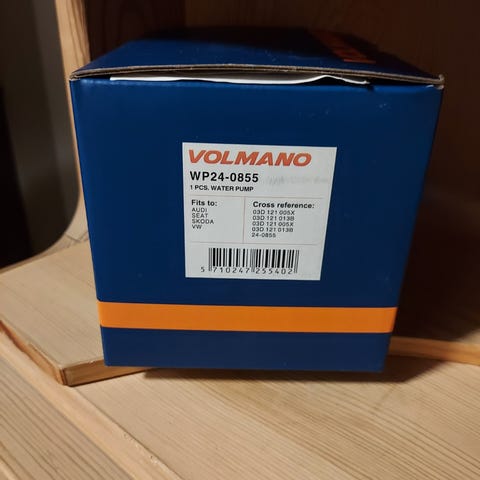 VOLMANO
WP24-0855
1 PCS. WATER PUMP
Fits to:
AUDI
SEAT
SKODA
VW
Cross reference:
03D 121 005X
03D 121 013B
03D 121 005X
03D 121 013B
24-0855
5 710247 255402